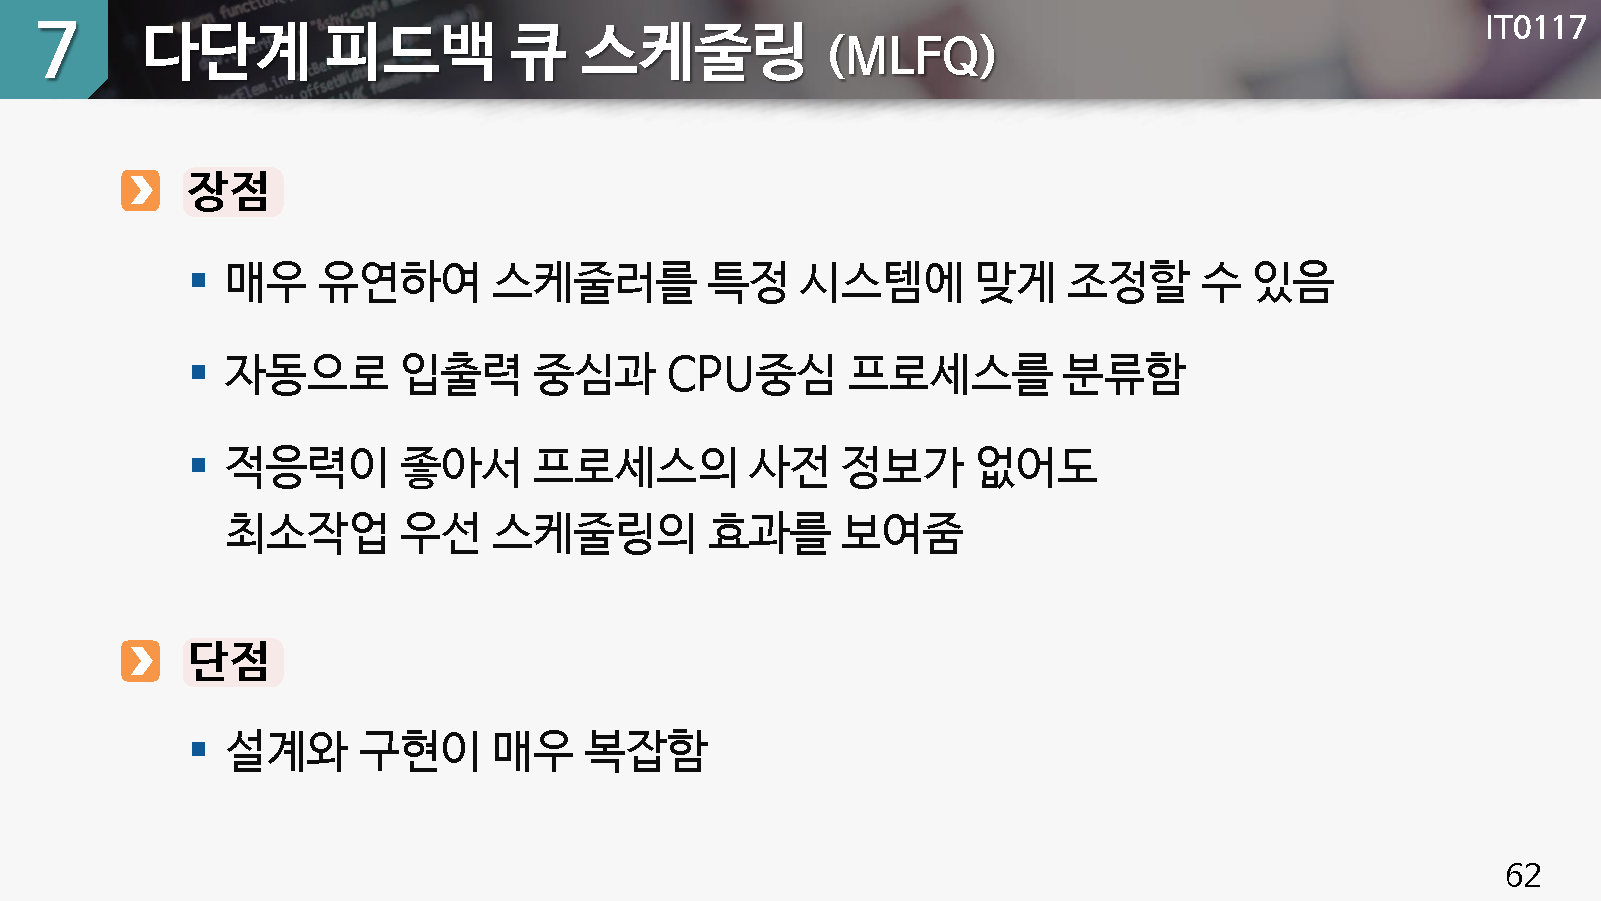 7 다단계 피드백 큐 스케줄링 (MLFQ)
IT0117
장점
▪ 매우 유연하여 스케줄러를 특정 시스템에 맞게 조정할 수 있음
▪ 자동으로 입출력 중심과 CPU중심 프로세스를 분류함
▪ 적응력이 좋아서 프로세스의 사전 정보가 없어도
최소작업 우선 스케줄링의 효과를 보여줌
단점
▪ 설계와 구현이 매우 복잡함
62